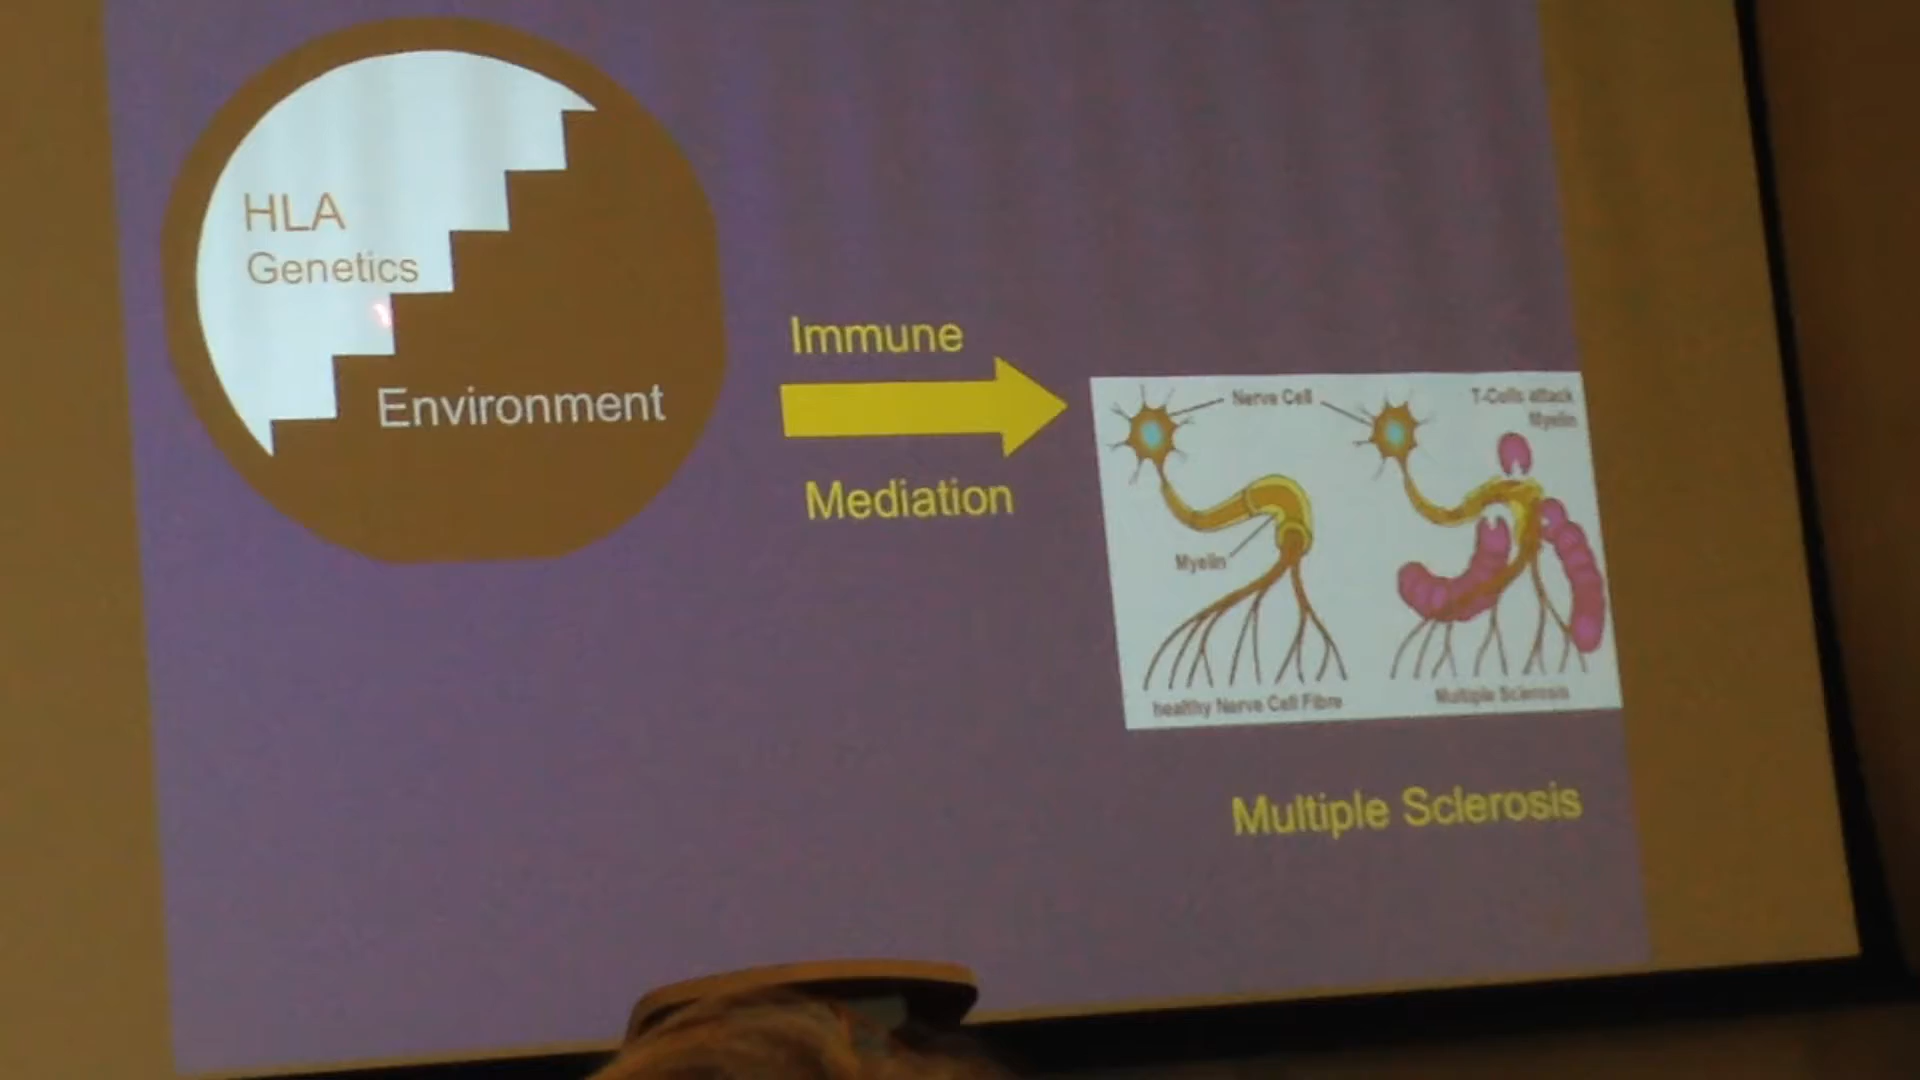 HLA
Genetics
Environment
Immune
Mediation
Nerve Cell
T-Cells attack
Myelin
Myelin
healthy Nerve Cell Fibre
Multiple Sclerosis
Multiple Sclerosis